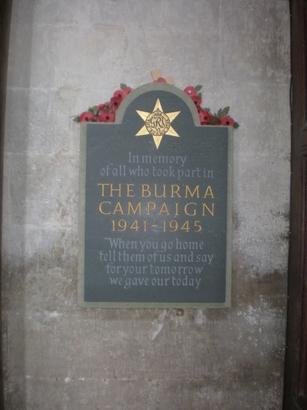 In memory
of all who took part in
THE BURMA
CAMPAIGN
1941-1945
"When you go home
tell them of us and say
for your tomorrow
we gave our today